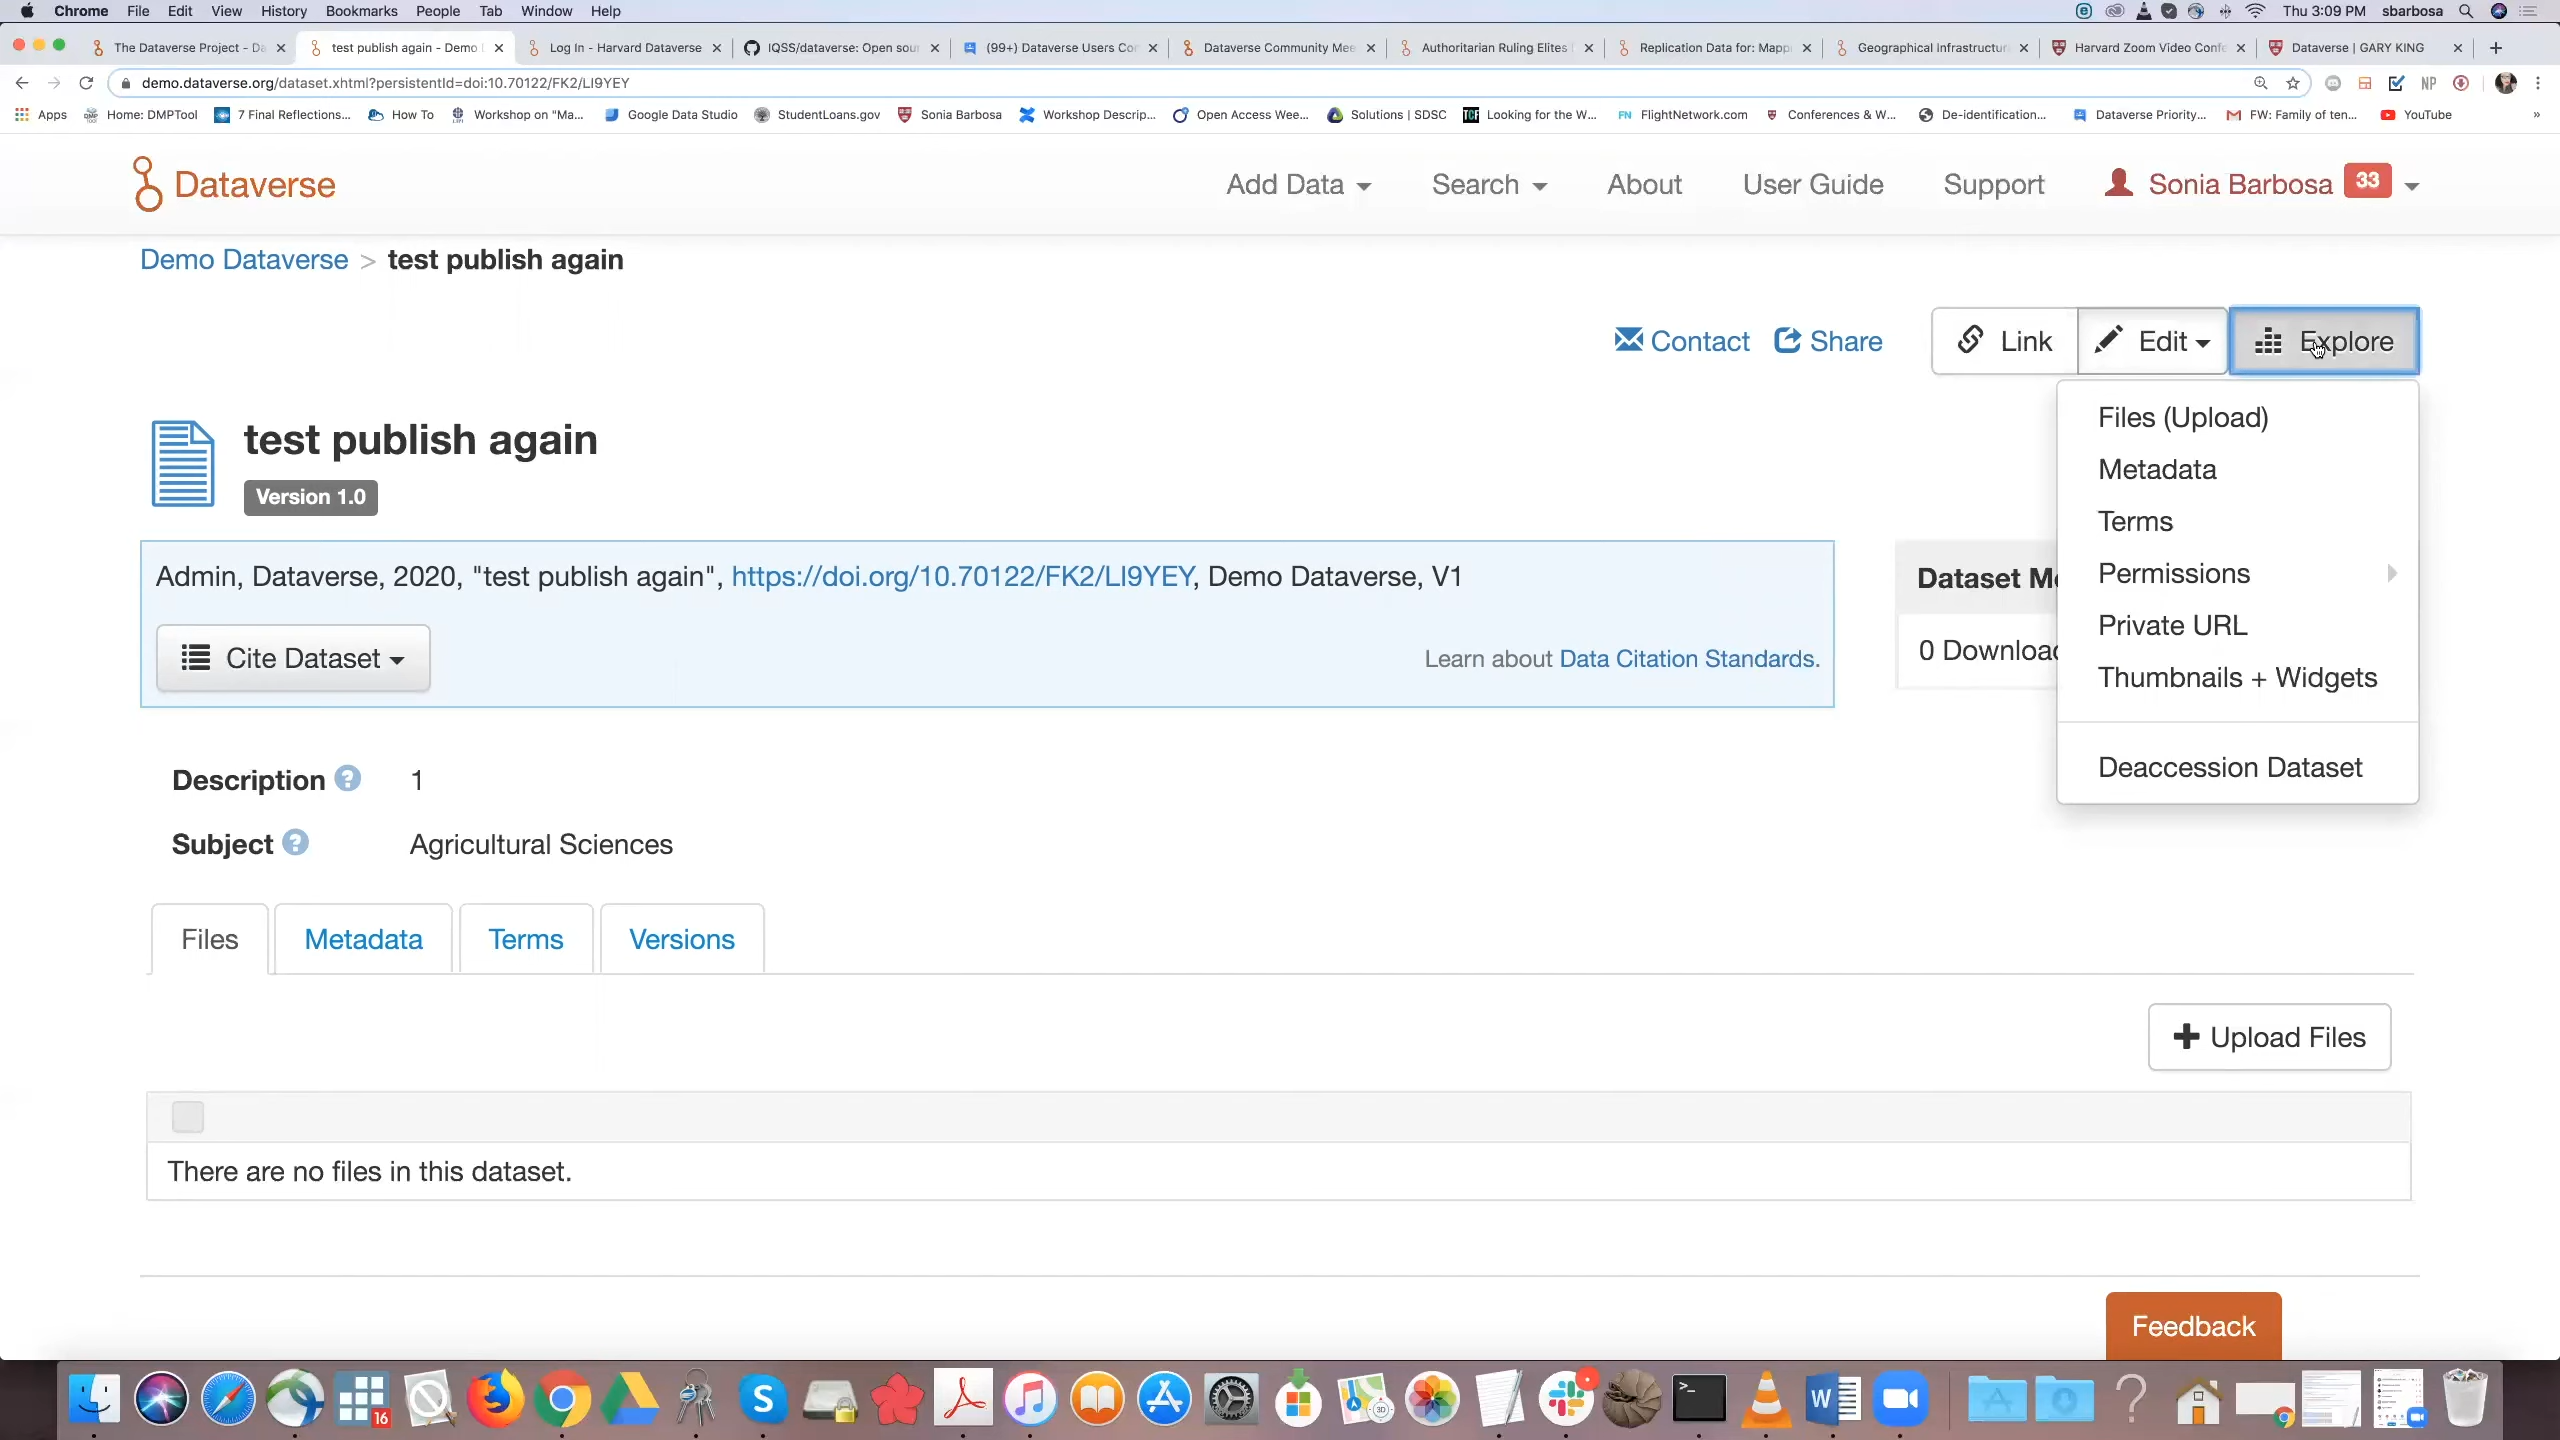 Chrome File Edit View History Bookmarks People Tab Window Help Thu 3:09 PM sbarbosa
The Dataverse Project - Da test publish again - Demo Log In - Harvard Dataverse IQSS/dataverse: Open sou (99+) Dataverse Users Co Dataverse Community Mee Authoritarian Ruling Elites Replication Data for: Mapp Geographical Infrastructur Harvard Zoom Video Confe Dataverse | GARY KING
demo.dataverse.org/dataset.xhtml?persistentId=doi:10.70122/FK2/LI9YEY NP
Apps Home: DMPTool 7 Final Reflections... How To Workshop on "Ma... Google Data Studio StudentLoans.gov Sonia Barbosa Workshop Descrip... Open Access Wee... Solutions | SDSC Looking for the W... FlightNetwork.com Conferences & W... De-identification... Dataverse Priority... FW: Family of ten... YouTube »
Dataverse Add Data Search About User Guide Support Sonia Barbosa 33
Demo Dataverse > test publish again
Contact Share Link Edit Explore
Files (Upload)
test publish again
Metadata
Version 1.0
Terms
Admin, Dataverse, 2020, "test publish again", https://doi.org/10.70122/FK2/LI9YEY, Demo Dataverse, V1
Dataset M
Permissions
Private URL
Cite Dataset
Learn about Data Citation Standards.
0 Downloa
Thumbnails + Widgets
Deaccession Dataset
Description ? 1
Subject ? Agricultural Sciences
Files Metadata Terms Versions
Upload Files
There are no files in this dataset.
Feedback
16